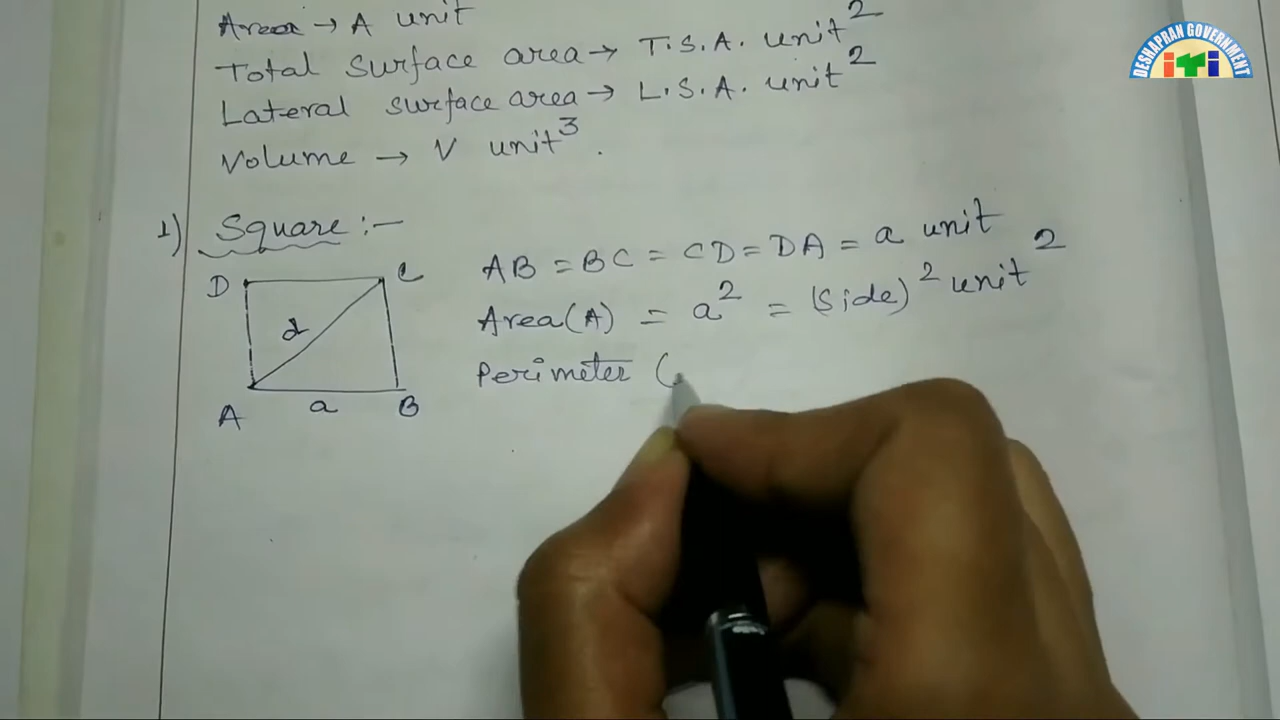 Area → A unit
Total surface area → T.S.A. unit²
Lateral surface area → L.S.A. unit²
Volume → V unit³.
1) Square :-
D C
d
A a B
AB = BC = CD = DA = a unit
Area(A) = a² = (Side)² unit²
Perimeter (
DESHAPRAN GOVERNMENT
iTi